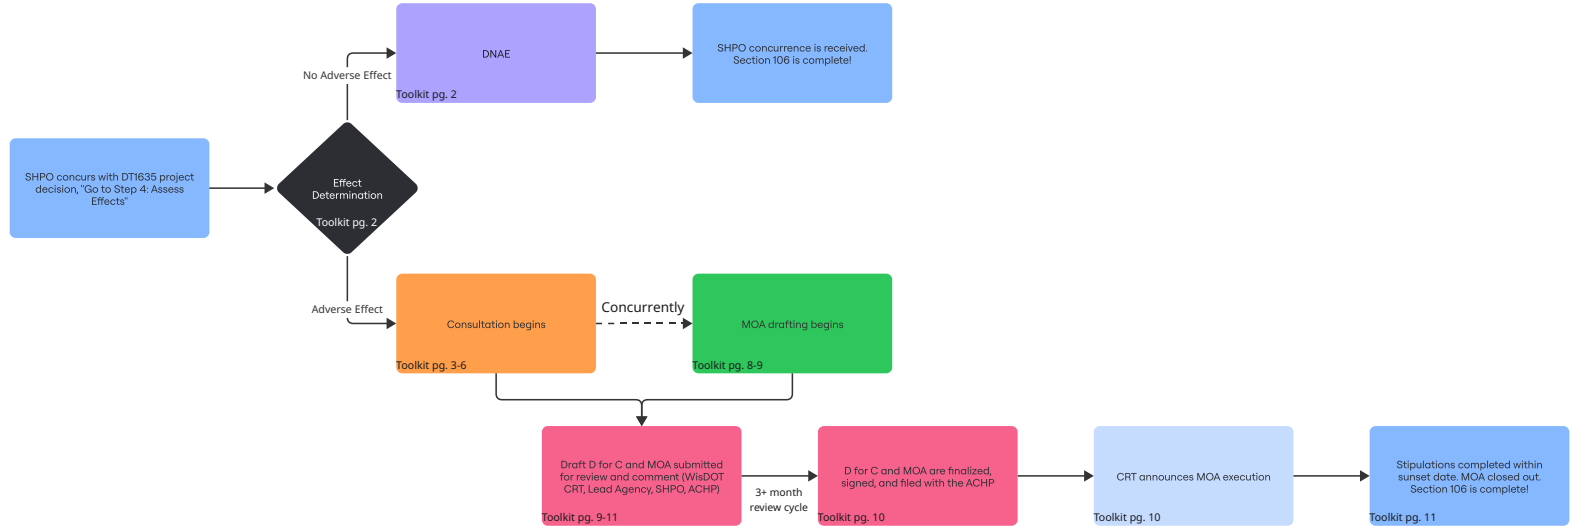 DNAE
Toolkit pg. 2
SHPO concurrence is received.
Section 106 is complete!
No Adverse Effect
SHPO concurs with DT1635 project
decision, "Go to Step 4: Assess
Effects"
Effect
Determination
Toolkit pg. 2
Adverse Effect
Consultation begins
Toolkit pg. 3-6
Concurrently
MOA drafting begins
Toolkit pg. 8-9
Draft D for C and MOA submitted
for review and comment (WisDOT
CRT, Lead Agency, SHPO, ACHP)
Toolkit pg. 9-11
3+ month
review cycle
D for C and MOA are finalized,
signed, and filed with the ACHP
Toolkit pg. 10
CRT announces MOA execution
Toolkit pg. 10
Stipulations completed within
sunset date. MOA closed out.
Section 106 is complete!
Toolkit pg. 11